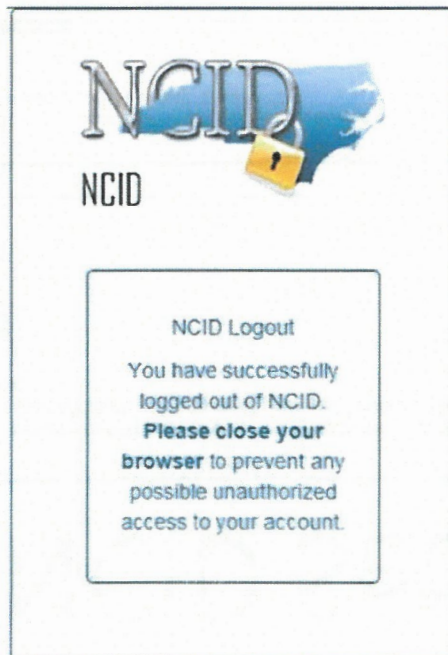 NCID
NCID
NCID Logout
You have successfully
logged out of NCID.
Please close your
browser to prevent any
possible unauthorized
access to your account.